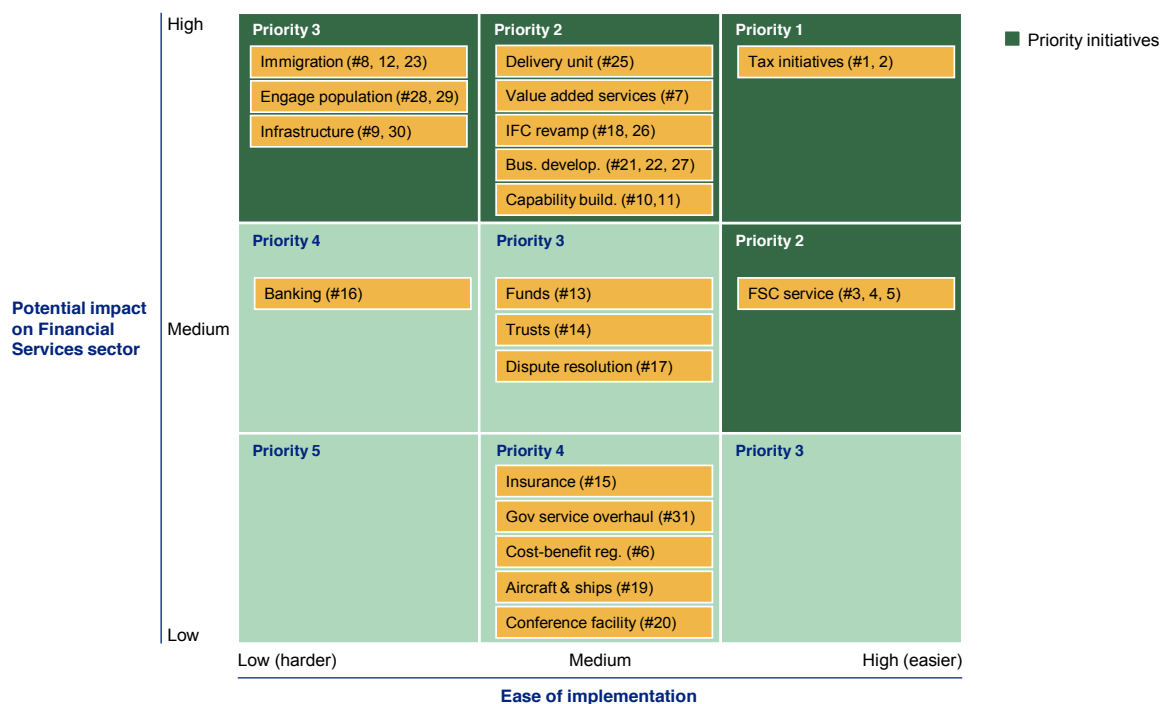 High
Priority 3
Immigration (#8, 12, 23)
Engage population (#28, 29)
Infrastructure (#9, 30)
Priority 2
Delivery unit (#25)
Value added services (#7)
IFC revamp (#18, 26)
Bus. develop. (#21, 22, 27)
Capability build. (#10,11)
Priority 1
Tax initiatives (#1, 2)
Priority initiatives
Potential impact
on Financial
Services sector
Medium
Priority 4
Banking (#16)
Priority 3
Funds (#13)
Trusts (#14)
Dispute resolution (#17)
Priority 2
FSC service (#3, 4, 5)
Low
Priority 5
Priority 4
Insurance (#15)
Gov service overhaul (#31)
Cost-benefit reg. (#6)
Aircraft & ships (#19)
Conference facility (#20)
Priority 3
Low (harder)
Medium
High (easier)
Ease of implementation